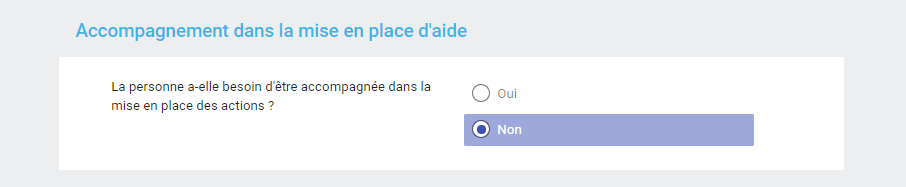 Accompagnement dans la mise en place d'aide
La personne a-elle besoin d'être accompagnée dans la
mise en place des actions ?
Oui
Non